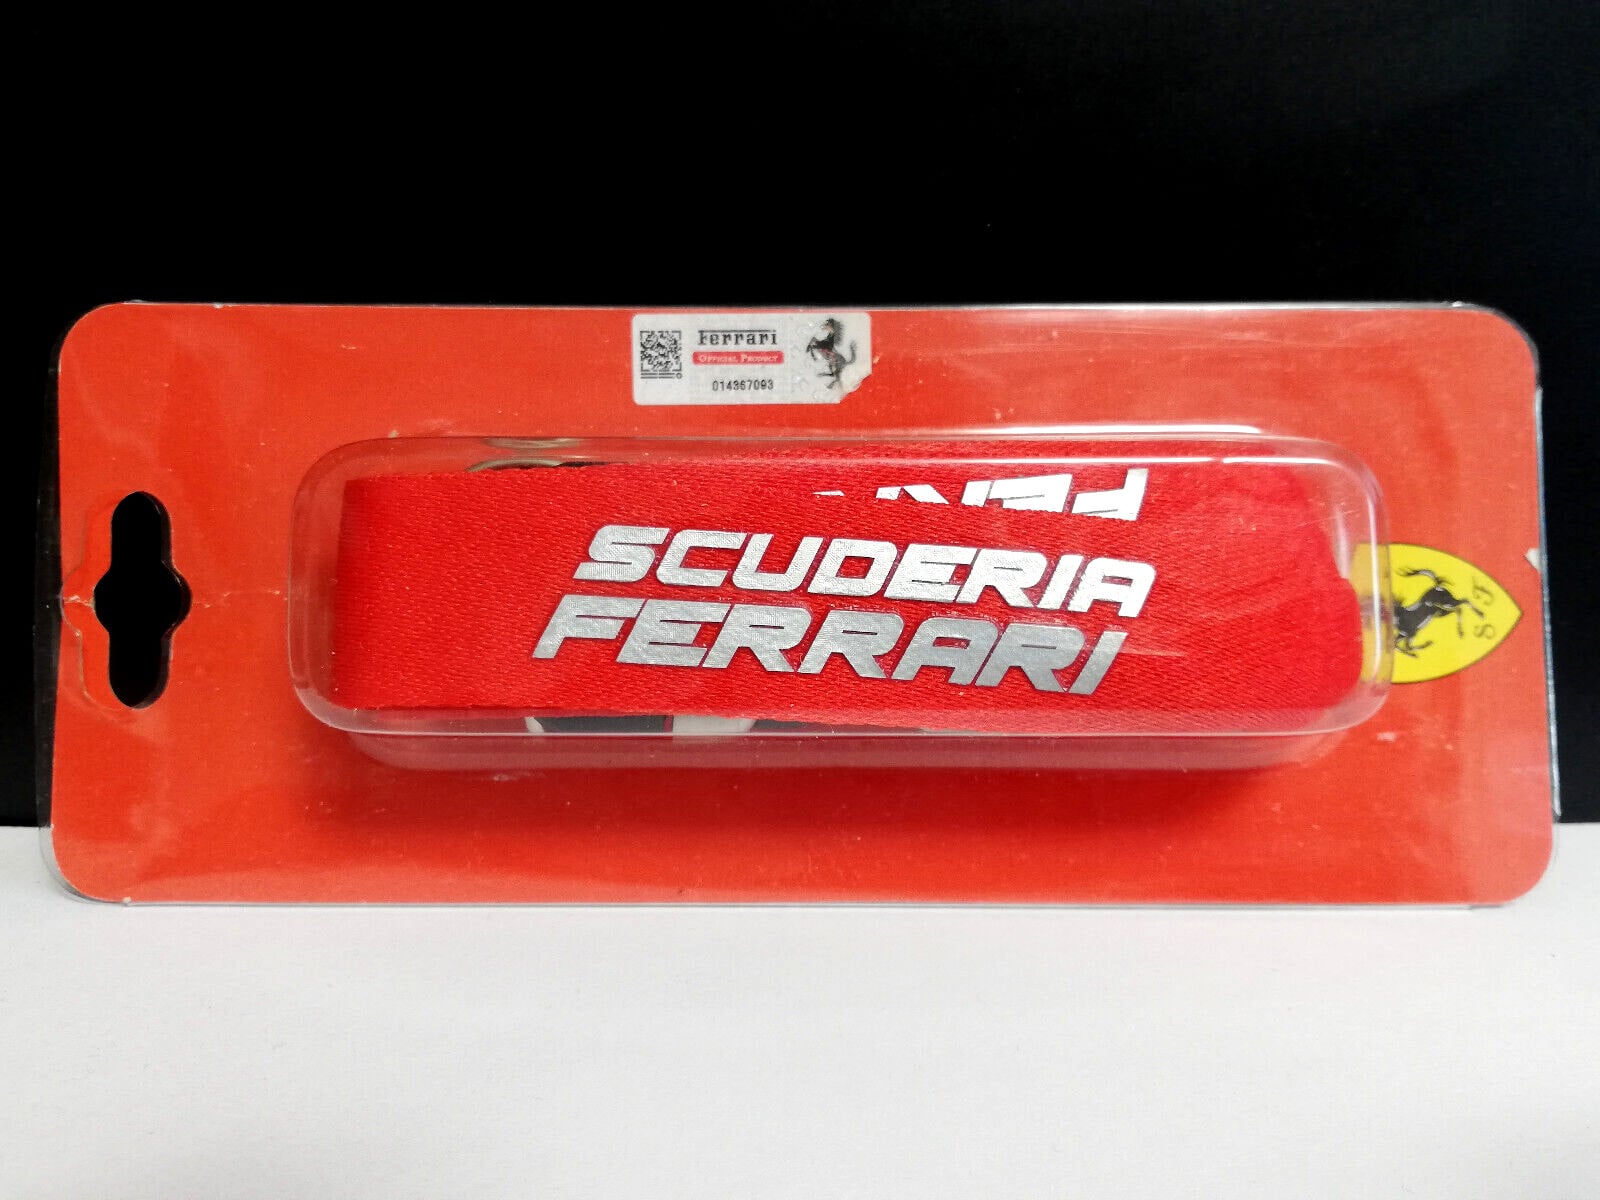 Ferrari
OFFICIAL PRODUCT
014367093
SCUDERIA
FERRARI
S F